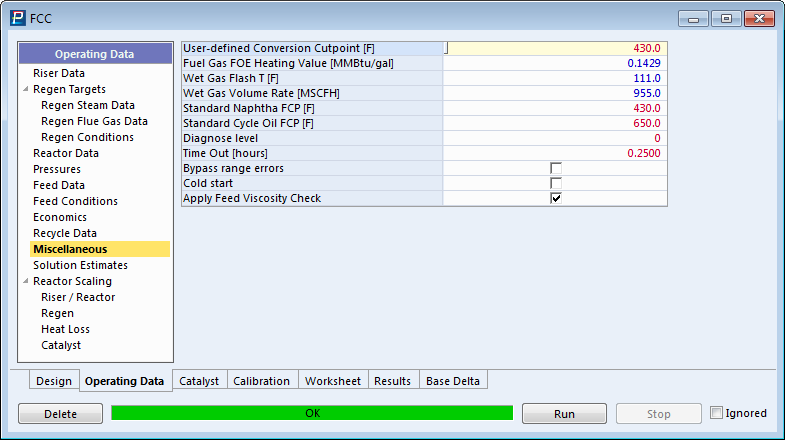 FCC
Operating Data
Riser Data
Regen Targets
Regen Steam Data
Regen Flue Gas Data
Regen Conditions
Reactor Data
Pressures
Feed Data
Feed Conditions
Economics
Recycle Data
Miscellaneous
Solution Estimates
Reactor Scaling
Riser / Reactor
Regen
Heat Loss
Catalyst
User-defined Conversion Cutpoint [F] 430.0
Fuel Gas FOE Heating Value [MMBtu/gal] 0.1429
Wet Gas Flash T [F] 111.0
Wet Gas Volume Rate [MSCFH] 955.0
Standard Naphtha FCP [F] 430.0
Standard Cycle Oil FCP [F] 650.0
Diagnose level 0
Time Out [hours] 0.2500
Bypass range errors
Cold start
Apply Feed Viscosity Check
Design Operating Data Catalyst Calibration Worksheet Results Base Delta
Delete OK Run Stop Ignored